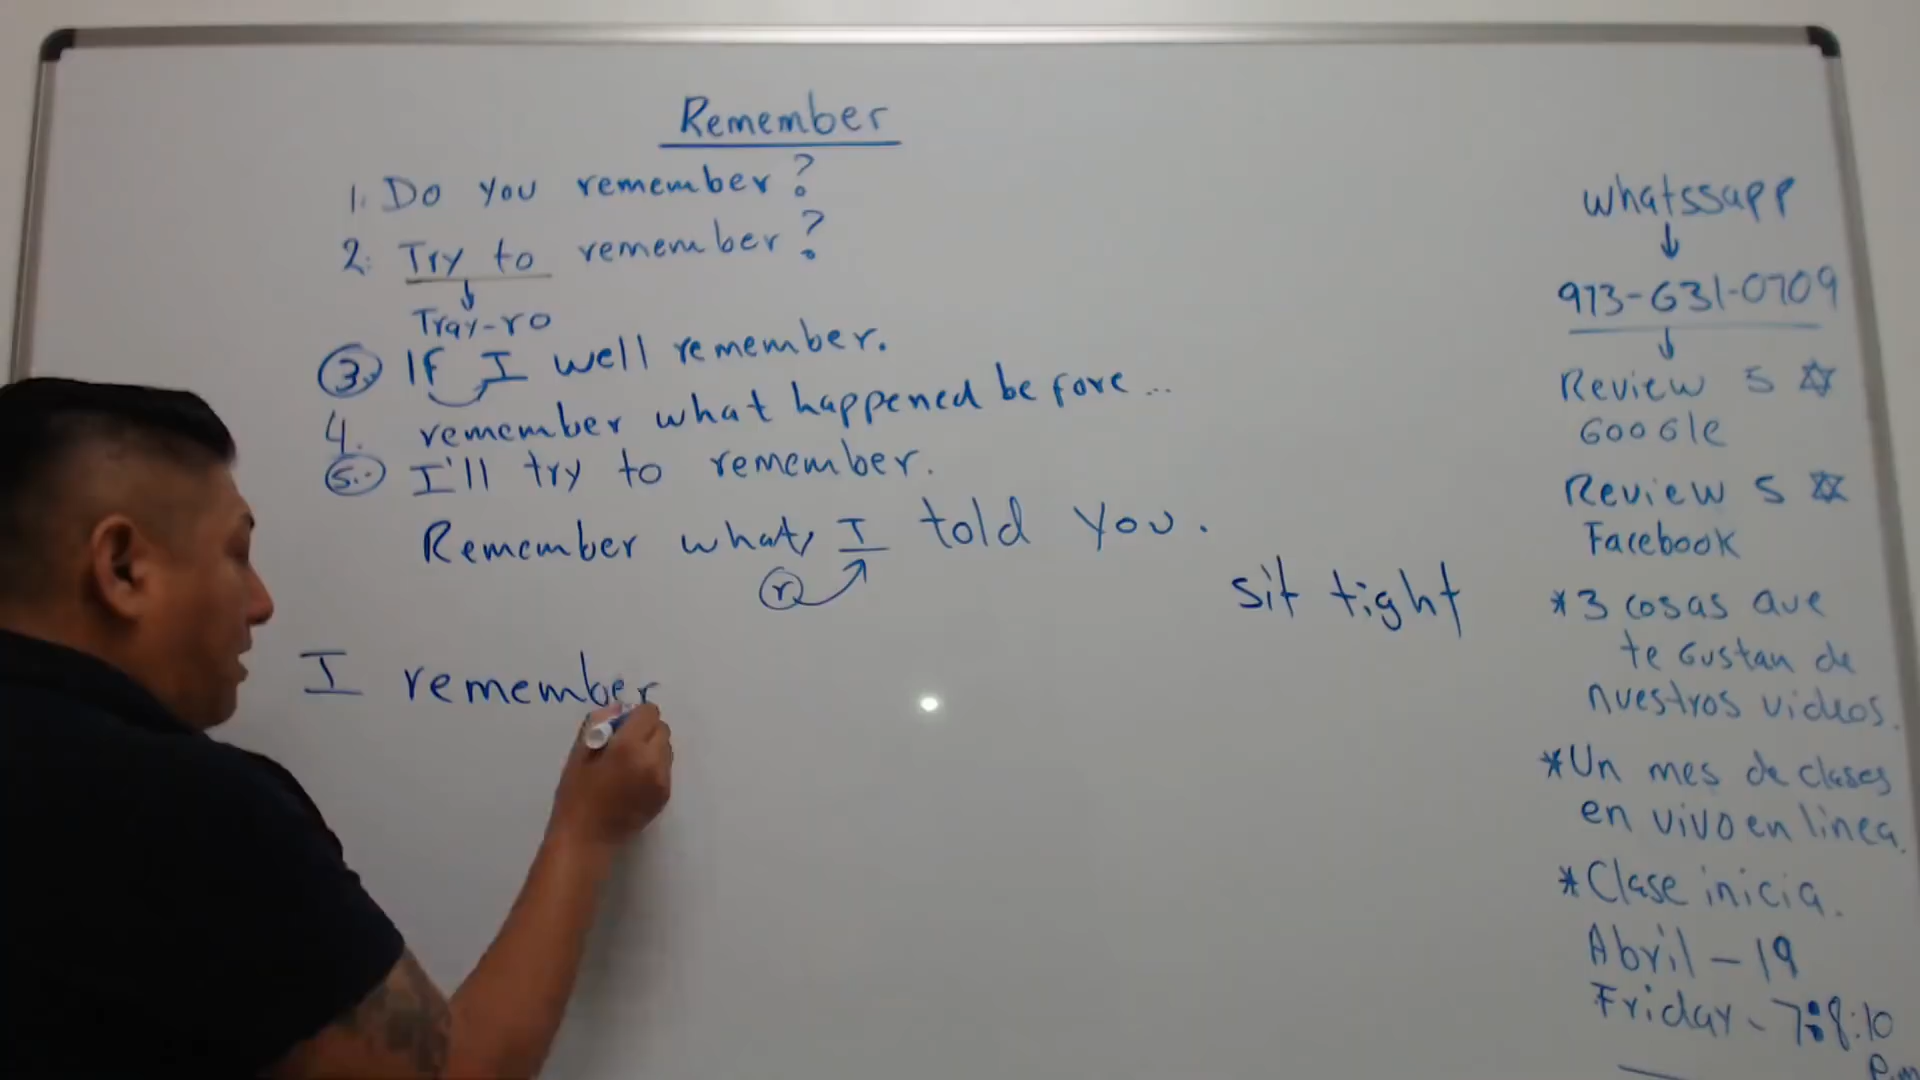 Remember
1. Do you remember?
2. Try to remember?
Tray-ro
3. If I well remember.
4. remember what happened before...
5. I'll try to remember.
Remember what I told you.
r
sit tight
I remember
whatssapp
973-631-0709
Review 5
Google
Review 5
Facebook
*3 cosas que
te gustan de
nuestros videos.
*Un mes de clases
en vivo en linea.
*Clase inicia.
Abril - 19
Friday - 7:8:10
P.m